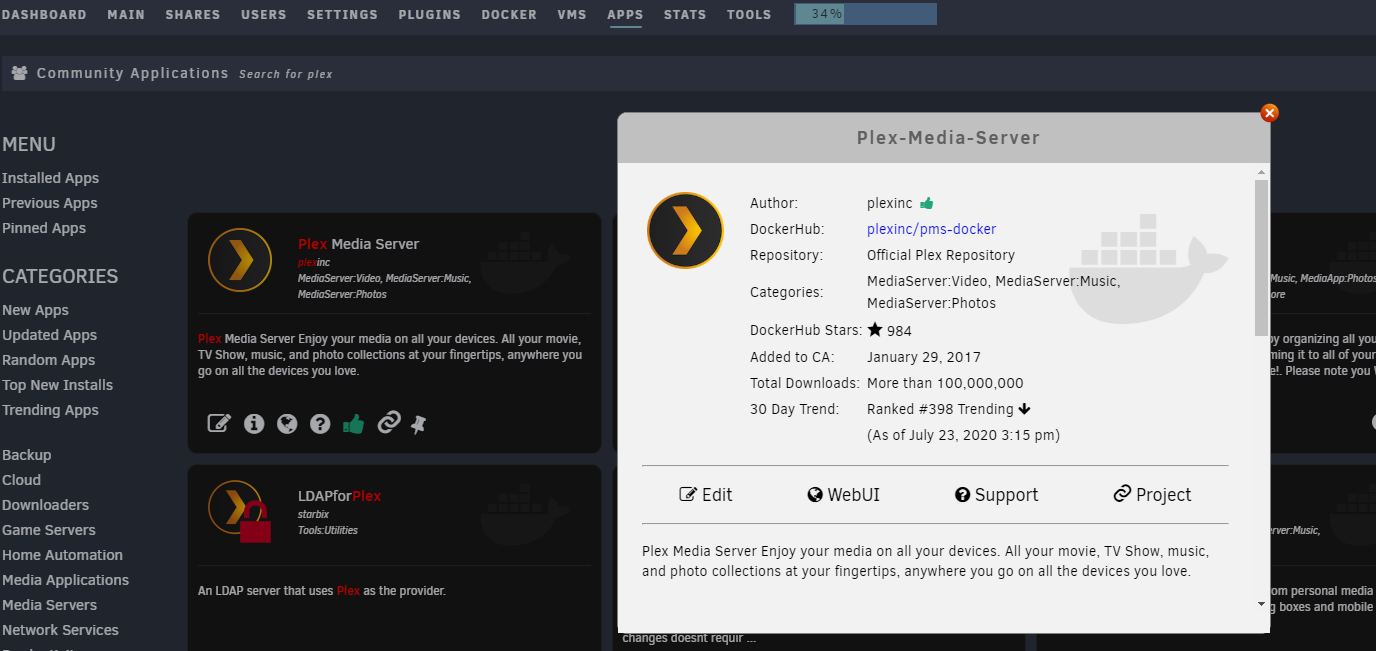 DASHBOARD MAIN SHARES USERS SETTINGS PLUGINS DOCKER VMS APPS STATS TOOLS 34%
Community Applications Search for plex
MENU
Installed Apps
Previous Apps
Pinned Apps
CATEGORIES
New Apps
Updated Apps
Random Apps
Top New Installs
Trending Apps
Backup
Cloud
Downloaders
Game Servers
Home Automation
Media Applications
Media Servers
Network Services
Plex Media Server
plexinc
MediaServer:Video, MediaServer:Music,
MediaServer:Photos
Plex Media Server Enjoy your media on all your devices. All your movie,
TV Show, music, and photo collections at your fingertips, anywhere you
go on all the devices you love.
LDAPforPlex
starbix
Tools:Utilities
An LDAP server that uses Plex as the provider.
Plex-Media-Server
Author: plexinc
DockerHub: plexinc/pms-docker
Repository: Official Plex Repository
Categories: MediaServer:Video, MediaServer:Music,
MediaServer:Photos
DockerHub Stars: 984
Added to CA: January 29, 2017
Total Downloads: More than 100,000,000
30 Day Trend: Ranked #398 Trending
(As of July 23, 2020 3:15 pm)
Edit WebUI Support Project
Plex Media Server Enjoy your media on all your devices. All your movie, TV Show, music,
and photo collections at your fingertips, anywhere you go on all the devices you love.
changes doesnt requir ...
Music, MediaApp:Photos
by organizing all you
ming it to all of your
Please note you
personal media
boxes and mobile